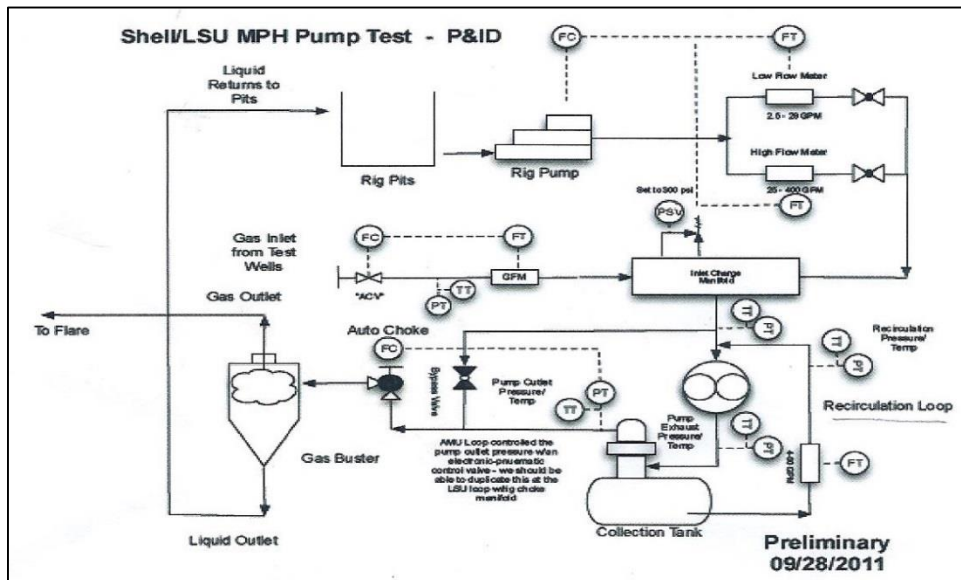 Shell/LSU MPH Pump Test - P&ID
FC
FT
Liquid
Returns to
Pits
Low Flow Meter
2.5 - 29 GPM
High Flow Meter
25 - 400 GPM
FT
Rig Pits
Rig Pump
Set to 300 psi
PSV
Gas Inlet
from Test
Wells
FC
FT
GFM
"ACV"
PT
TT
Inlet Charge
Manifold
Gas Outlet
To Flare
Auto Choke
FC
Bypass Valve
Pump Outlet
Pressure/
Temp
TT
PT
TT
PT
Recirculation
Pressure/
Temp
TT
PT
Recirculation Loop
Pump
Exhaust
Pressure/
Temp
TT
PT
FT
Gas Buster
AMU Loop controlled the
pump outlet pressure w/an
electronic-pnuematic
control valve - we should be
able to duplicate this at the
LSU loop w/rig choke
manifold
Collection Tank
Liquid Outlet
Preliminary
09/28/2011